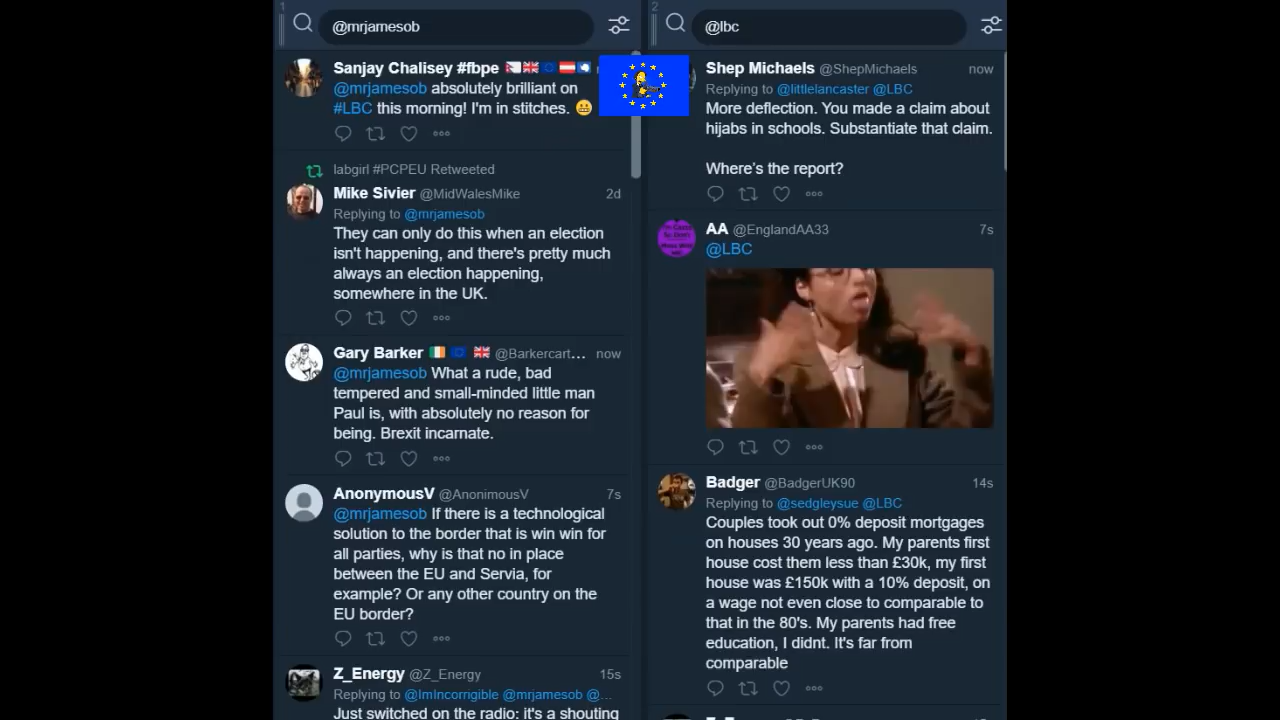 1
@mrjamesob
Sanjay Chalisey #fbpe
@mrjamesob absolutely brilliant on
#LBC this morning! I'm in stitches. 😬
labgirl #PCPEU Retweeted
Mike Sivier @MidWalesMike 2d
Replying to @mrjamesob
They can only do this when an election
isn't happening, and there's pretty much
always an election happening,
somewhere in the UK.
Gary Barker 🇮🇪 🇪🇺 🇬🇧 @Barkercart... now
@mrjamesob What a rude, bad
tempered and small-minded little man
Paul is, with absolutely no reason for
being. Brexit incarnate.
AnonymousV @AnonimousV 7s
@mrjamesob If there is a technological
solution to the border that is win win for
all parties, why is that no in place
between the EU and Servia, for
example? Or any other country on the
EU border?
Z_Energy @Z_Energy 15s
Replying to @ImIncorngible @mrjamesob @...
Just switched on the radio: it's a shouting
2
@lbc
Shep Michaels @ShepMichaels now
Replying to @littlelancaster @LBC
More deflection. You made a claim about
hijabs in schools. Substantiate that claim.
Where's the report?
AA @EnglandAA33 7s
@LBC
Badger @BadgerUK90 14s
Replying to @sedgleysue @LBC
Couples took out 0% deposit mortgages
on houses 30 years ago. My parents first
house cost them less than £30k, my first
house was £150k with a 10% deposit, on
a wage not even close to comparable to
that in the 80's. My parents had free
education, I didnt. It's far from
comparable